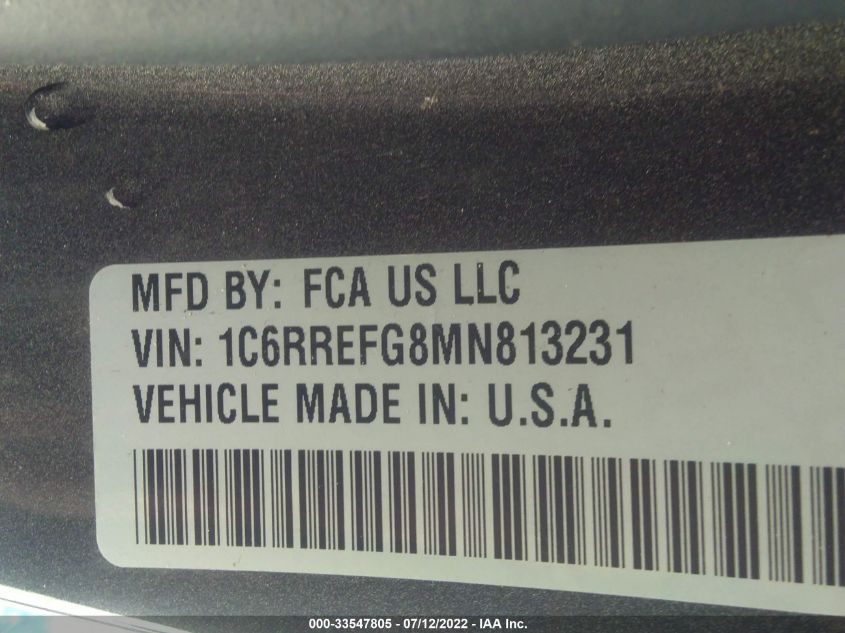 MFD BY: FCA US LLC
VIN: 1C6RREFG8MN813231
VEHICLE MADE IN: U.S.A.
000-33547805 - 07/12/2022 - IAA Inc.